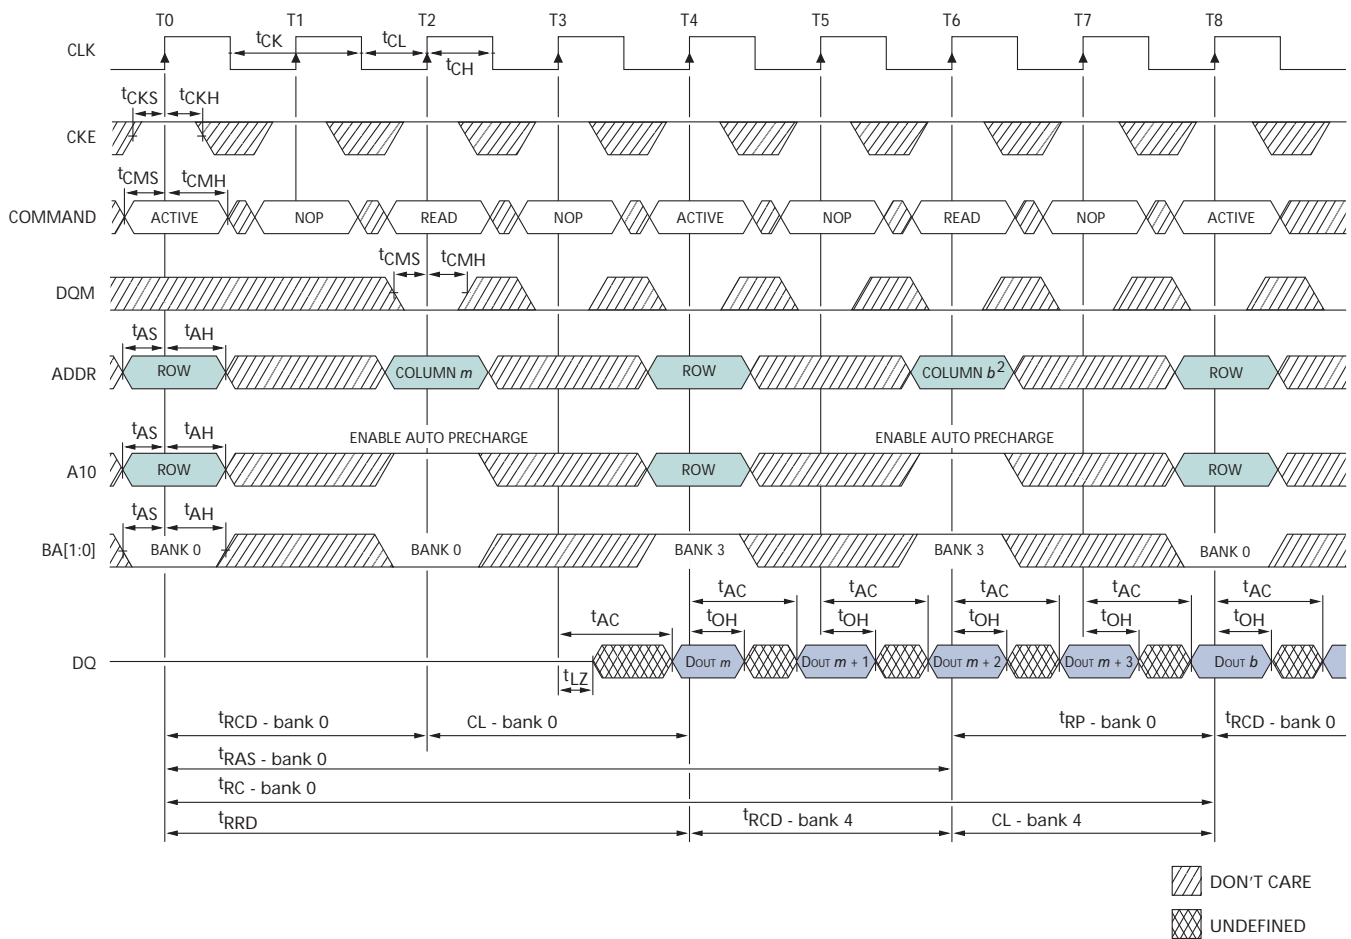 T0 T1 T2 T3 T4 T5 T6 T7 T8
CLK
tCK tCL
tCH
tCKS tCKH
CKE
tCMS tCMH
COMMAND ACTIVE NOP READ NOP ACTIVE NOP READ NOP ACTIVE
tCMS tCMH
DQM
tAS tAH
ADDR ROW COLUMN m ROW COLUMN b2 ROW
tAS tAH ENABLE AUTO PRECHARGE ENABLE AUTO PRECHARGE
A10 ROW ROW ROW
tAS tAH
BA[1:0] BANK 0 BANK 0 BANK 3 BANK 3 BANK 0
tAC tAC tAC tAC tAC
tAC tOH tOH tOH tOH tOH
DQ DOUT m DOUT m + 1 DOUT m + 2 DOUT m + 3 DOUT b
tLZ
tRCD - bank 0 CL - bank 0 tRP - bank 0 tRCD - bank 0
tRAS - bank 0
tRC - bank 0
tRRD tRCD - bank 4 CL - bank 4
DON'T CARE
UNDEFINED